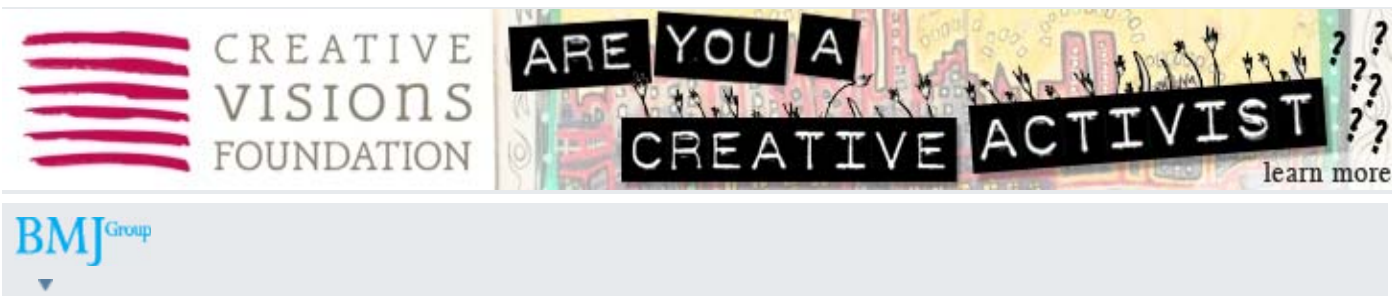 CREATIVE
VISIONS
FOUNDATION
ARE YOU A
CREATIVE ACTIVIST
????????
learn more
BMJ Group